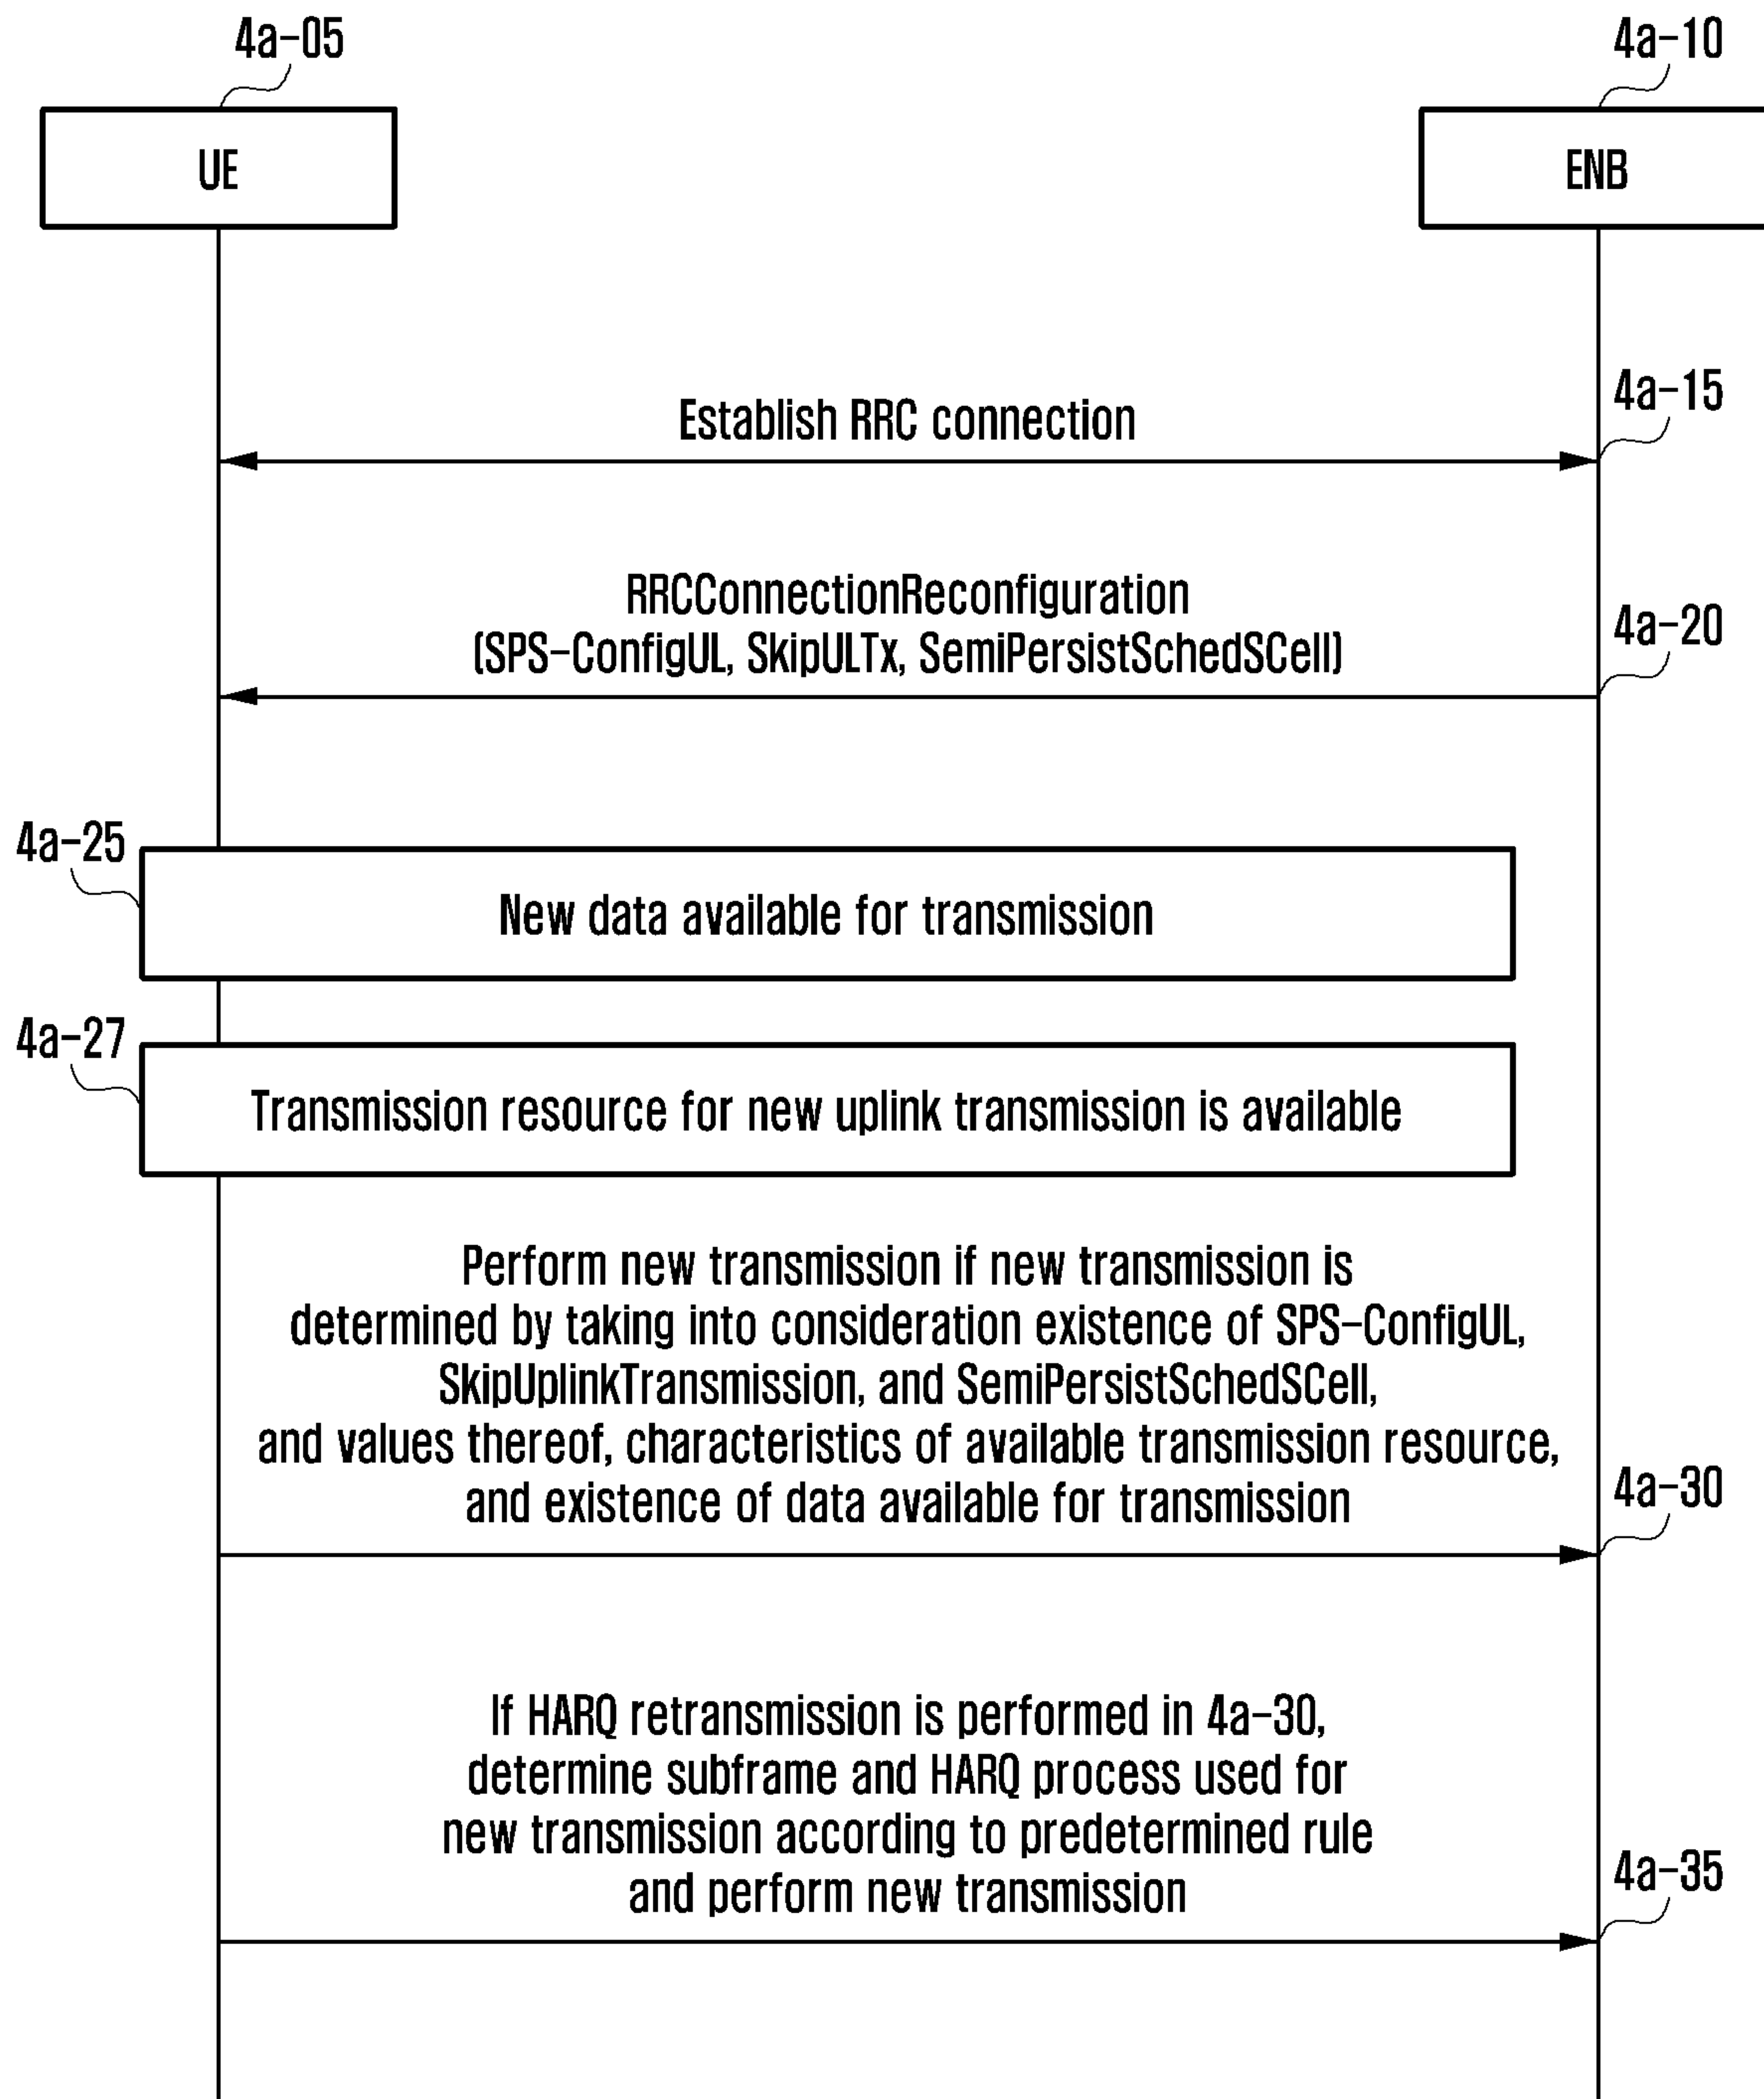 4a-05
4a-10
UE
ENB
4a-15
Establish RRC connection
RRCConnectionReconfiguration
4a-20
(SPS-ConfigUL, SkipULTx, SemiPersistSchedSCell)
4a-25
New data available for transmission
4a-27
Transmission resource for new uplink transmission is available
Perform new transmission if new transmission is
determined by taking into consideration existence of SPS-ConfigUL,
SkipUplinkTransmission, and SemiPersistSchedSCell,
and values thereof, characteristics of available transmission resource,
4a-30
and existence of data available for transmission
If HARQ retransmission is performed in 4a-30,
determine subframe and HARQ process used for
new transmission according to predetermined rule
4a-35
and perform new transmission